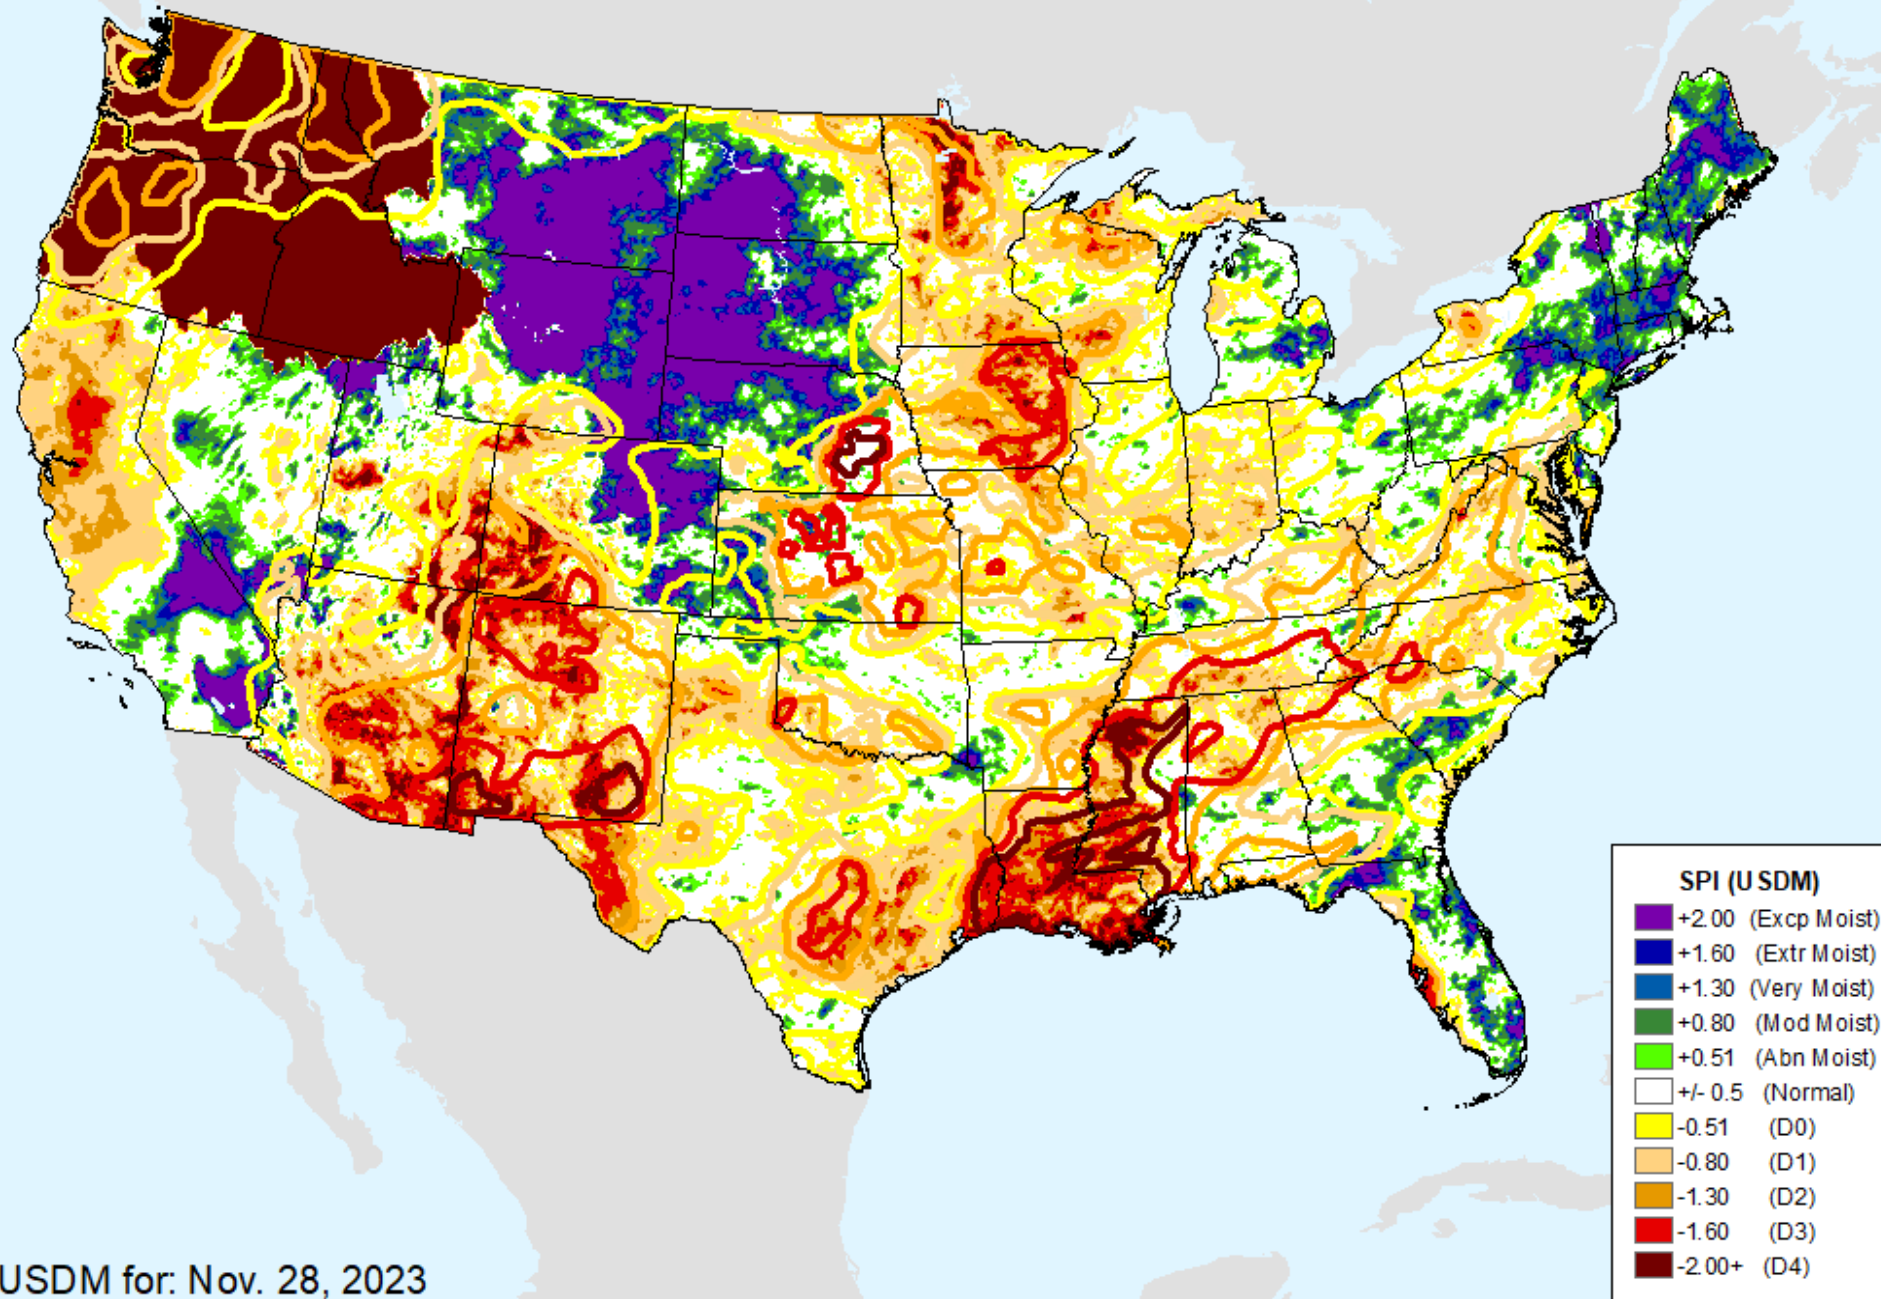 SPI (USDM)
+2.00 (Excp Moist)
+1.60 (Extr Moist)
+1.30 (Very Moist)
+0.80 (Mod Moist)
+0.51 (Abn Moist)
+/- 0.5 (Normal)
-0.51 (D0)
-0.80 (D1)
-1.30 (D2)
-1.60 (D3)
-2.00+ (D4)
USDM for: Nov. 28, 2023